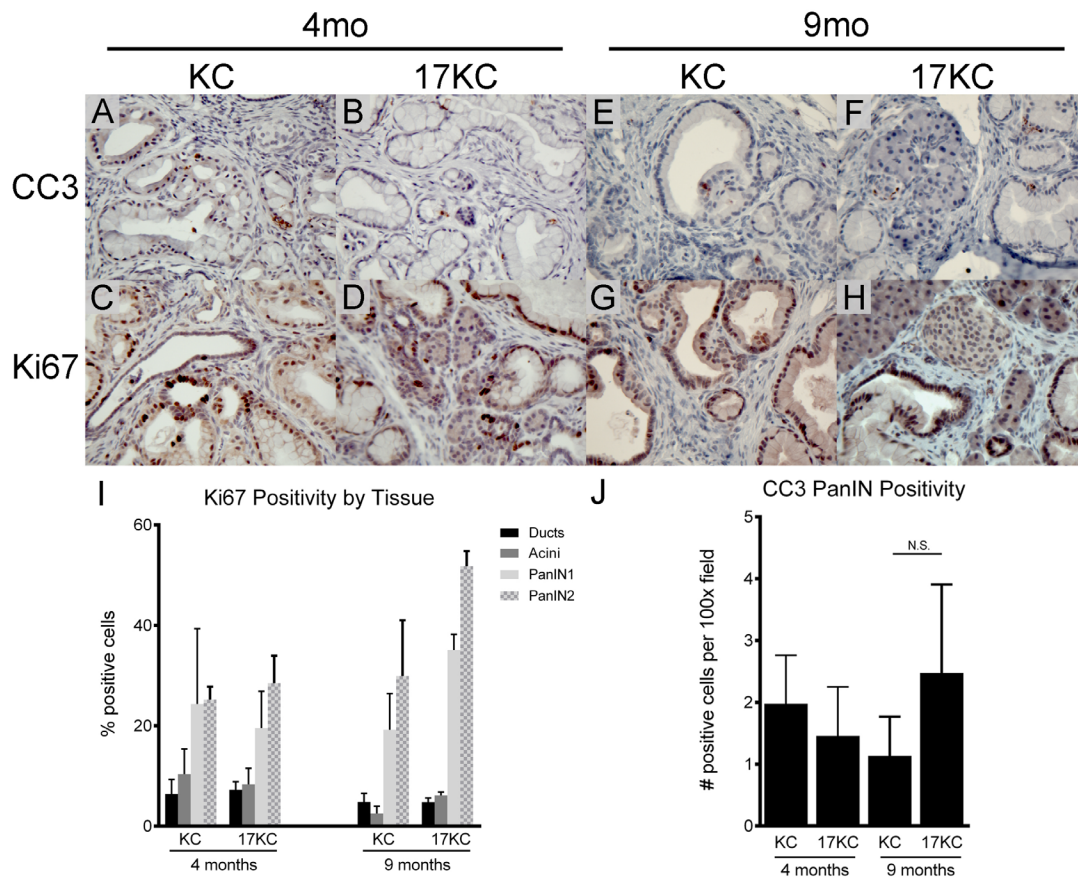 4mo 9mo
KC 17KC KC 17KC
A B E F
CC3
C D G H
Ki67
I Ki67 Positivity by Tissue
% positive cells
60
40
20
0
Ducts
Acini
PanIN1
PanIN2
KC 17KC KC 17KC
4 months 9 months
J CC3 PanIN Positivity
# positive cells per 100x field
5
4
3
2
1
0
N.S.
KC 17KC KC 17KC
4 months 9 months